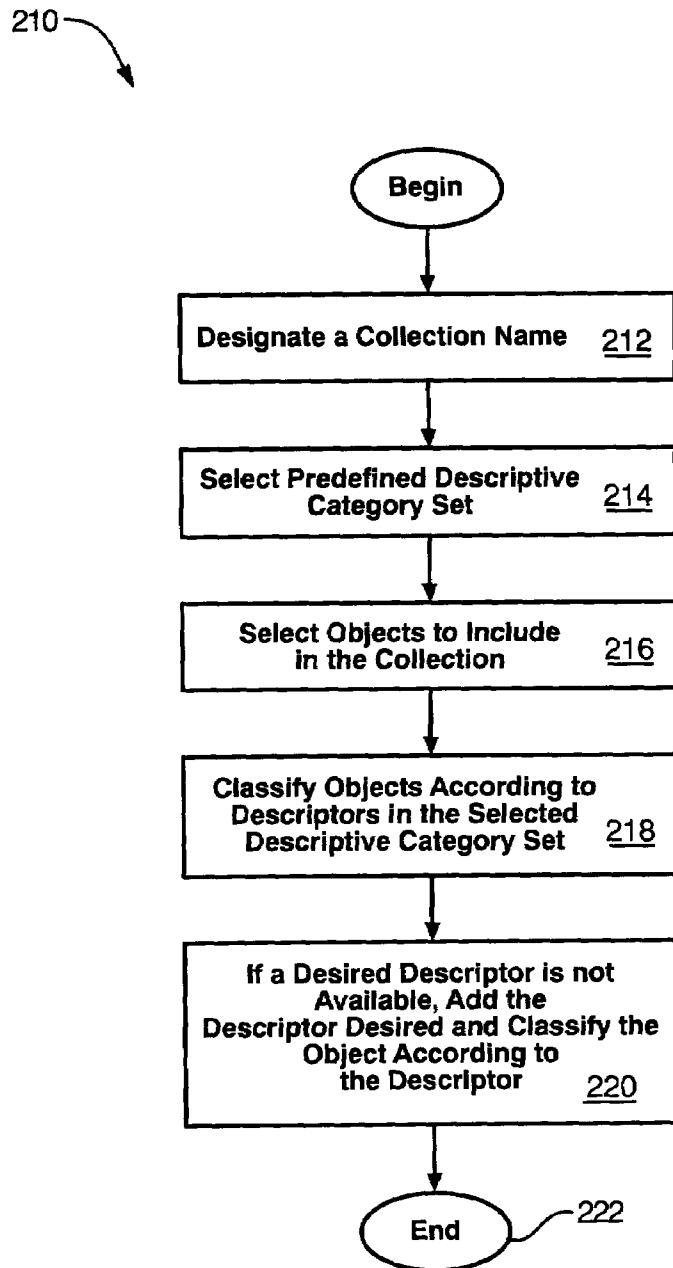 210
Begin
Designate a Collection Name 212
Select Predefined Descriptive
Category Set 214
Select Objects to Include
in the Collection 216
Classify Objects According to
Descriptors in the Selected
Descriptive Category Set 218
If a Desired Descriptor is not
Available, Add the
Descriptor Desired and Classify the
Object According to
the Descriptor 220
End 222